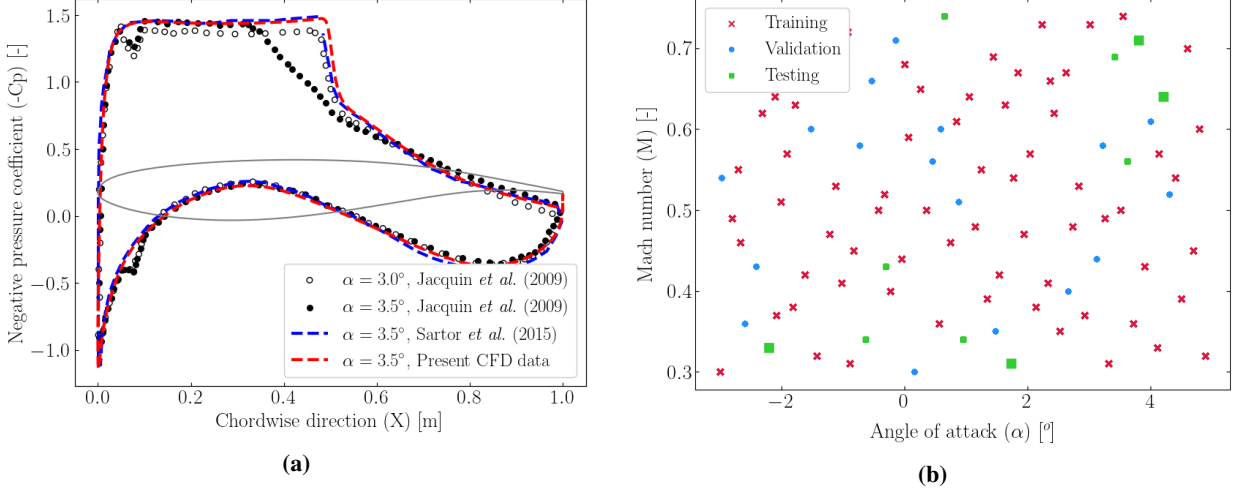 1.5
1.0
0.5
0.0
−0.5
−1.0
Negative pressure coefficient (-Cp) [-]
α = 3.0°, Jacquin et al. (2009)
α = 3.5°, Jacquin et al. (2009)
α = 3.5°, Sartor et al. (2015)
α = 3.5°, Present CFD data
0.0 0.2 0.4 0.6 0.8 1.0
Chordwise direction (X) [m]
(a)
Training
Validation
Testing
0.7
0.6
0.5
0.4
0.3
Mach number (M) [-]
−2 0 2 4
Angle of attack (α) [º]
(b)